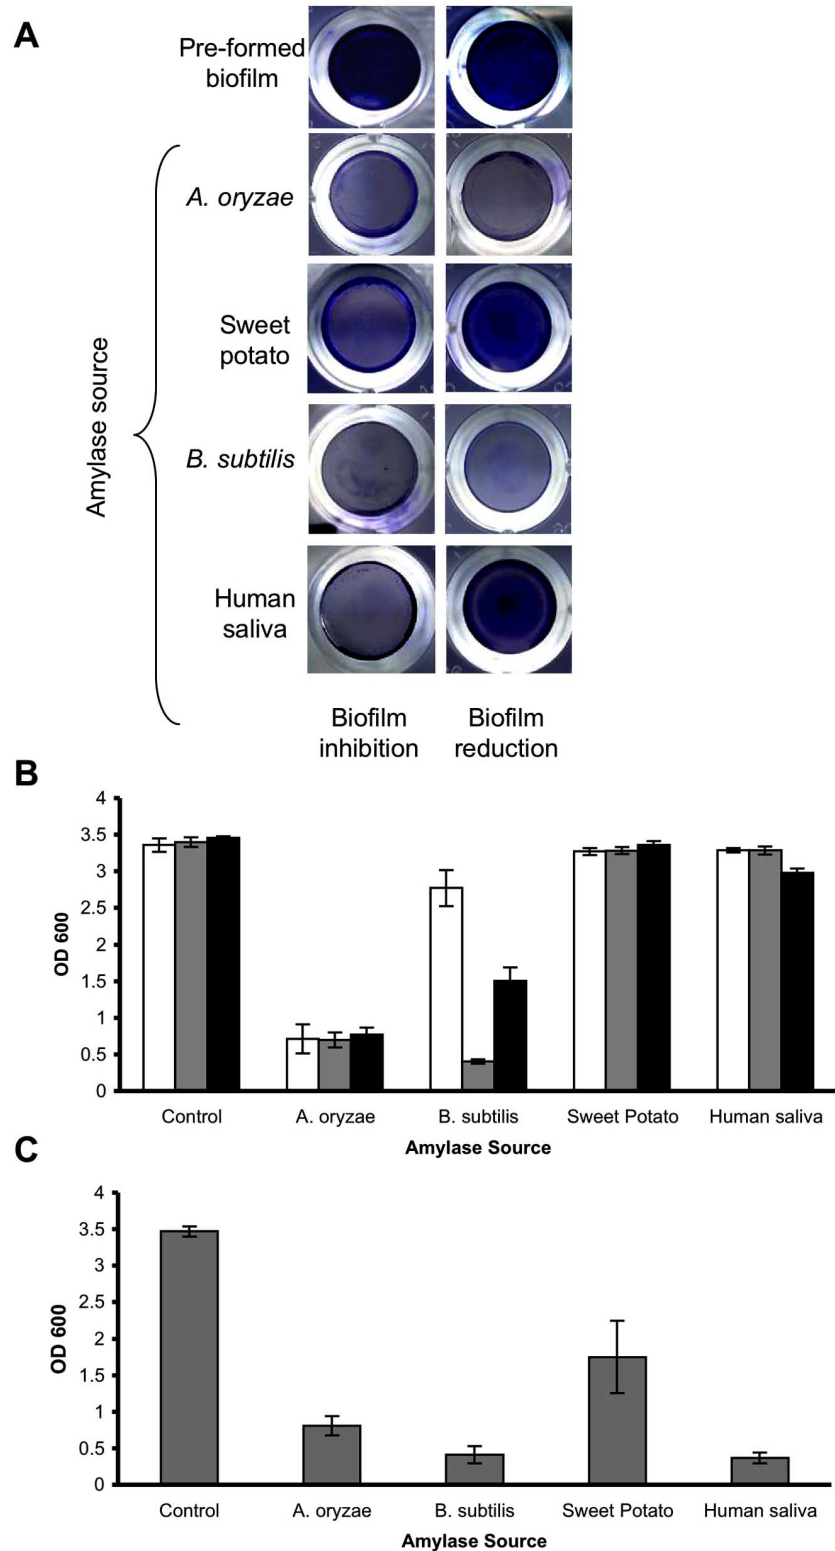 A
Pre-formed
biofilm
A. oryzae
Sweet
potato
B. subtilis
Human
saliva
Amylase source
Biofilm
inhibition
Biofilm
reduction
B
4
3.5
3
2.5
2
1.5
1
0.5
0
OD 600
Control
A. oryzae
B. subtilis
Sweet Potato
Human saliva
Amylase Source
C
4
3.5
3
2.5
2
1.5
1
0.5
0
OD 600
Control
A. oryzae
B. subtilis
Sweet Potato
Human saliva
Amylase Source